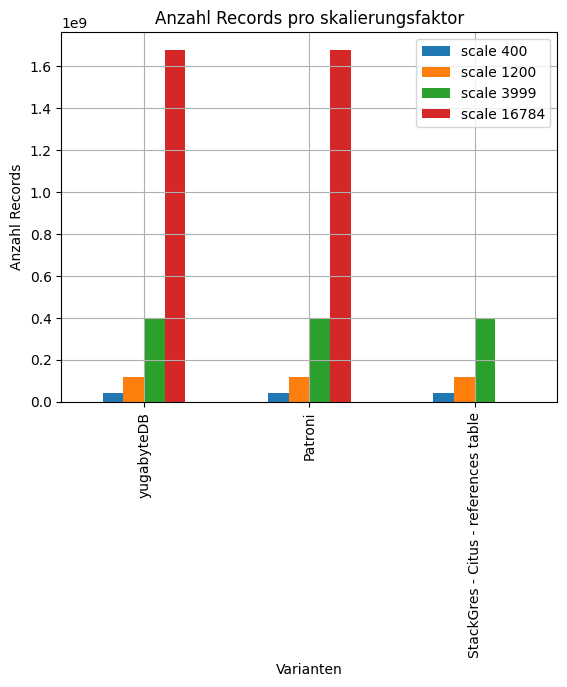 Anzahl Records pro skalierungsfaktor
1e9
scale 400
scale 1200
scale 3999
scale 16784
Anzahl Records
1.6
1.4
1.2
1.0
0.8
0.6
0.4
0.2
0.0
yugabyteDB
Patroni
StackGres - Citus - references table
Varianten